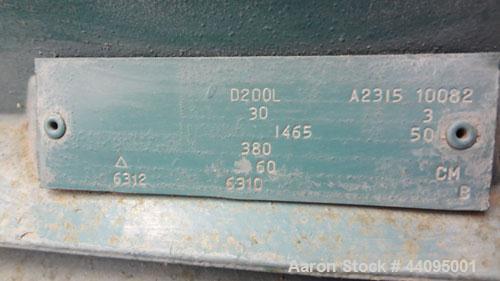 D200L A2315 10082
30 3
1465 50
380
Δ 60 CM
6312 6310 B
Aaron Stock # 44095001